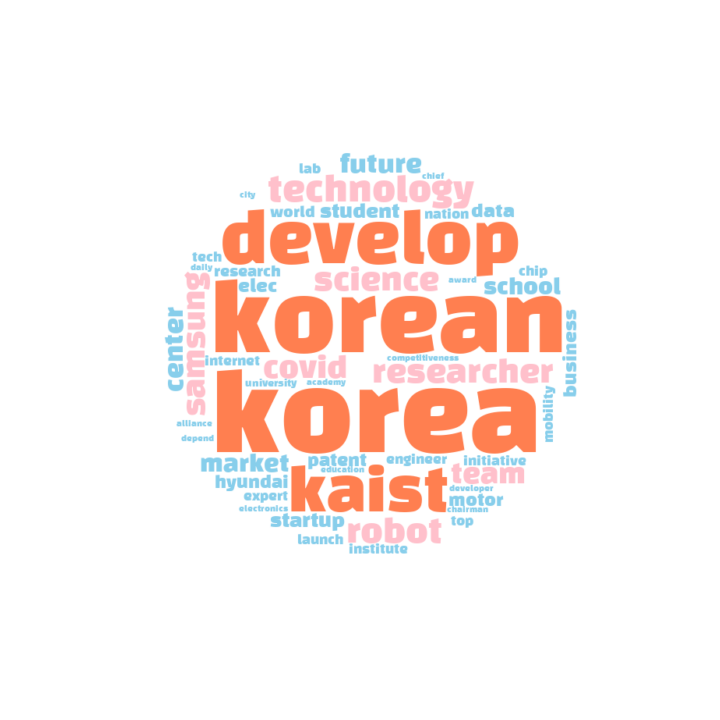 future
lab
chief
technology
city
world student nation data
develop
tech
daily research
science
chip
elec
award
school
samsung
korean
center
business
internet
covid
competitiveness
researcher
university academy
korea
mobility
alliance
depend
market patent engineer initiative
education
team
hyundai
kaist
developer
expert
motor
electronics
chairman
startup
robot
top
launch
institute